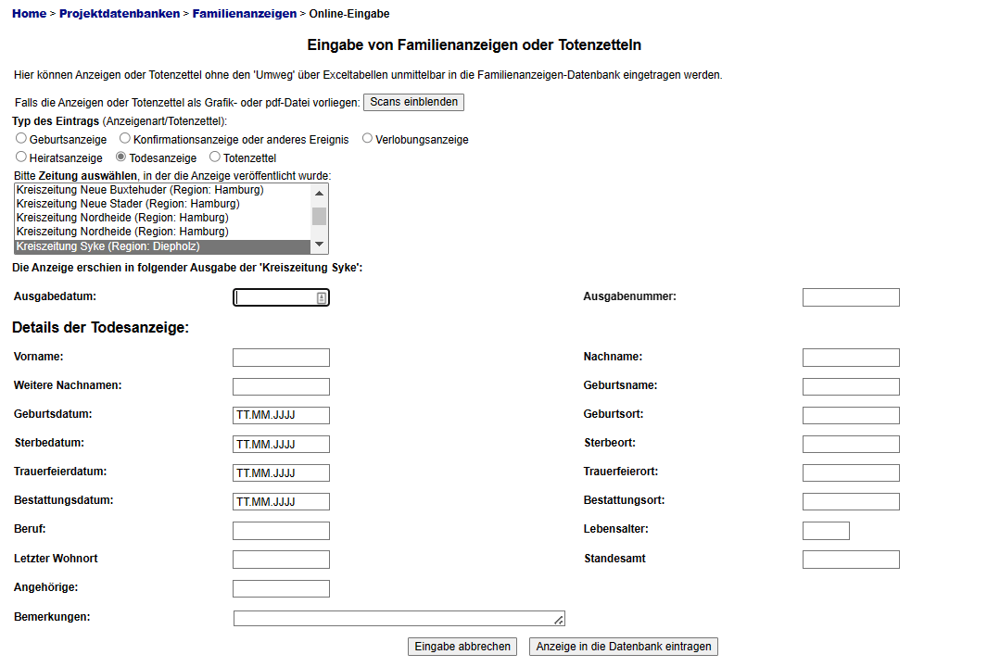 Home > Projektdatenbanken > Familienanzeigen > Online-Eingabe
Eingabe von Familienanzeigen oder Totenzetteln
Hier können Anzeigen oder Totenzettel ohne den 'Umweg' über Exceltabellen unmittelbar in die Familienanzeigen-Datenbank eingetragen werden.
Falls die Anzeigen oder Totenzettel als Grafik- oder pdf-Datei vorliegen: Scans einblenden
Typ des Eintrags (Anzeigenart/Totenzettel):
Geburtsanzeige Konfirmationsanzeige oder anderes Ereignis Verlobungsanzeige
Heiratsanzeige Todesanzeige Totenzettel
Bitte Zeitung auswählen, in der die Anzeige veröffentlicht wurde:
Kreiszeitung Neue Buxtehuder (Region: Hamburg)
Kreiszeitung Neue Stader (Region: Hamburg)
Kreiszeitung Nordheide (Region: Hamburg)
Kreiszeitung Nordheide (Region: Hamburg)
Kreiszeitung Syke (Region: Diepholz)
Die Anzeige erschien in folgender Ausgabe der 'Kreiszeitung Syke':
Ausgabedatum: Ausgabenummer:
Details der Todesanzeige:
Vorname: Nachname:
Weitere Nachnamen: Geburtsname:
Geburtsdatum: TT.MM.JJJJ Geburtsort:
Sterbedatum: TT.MM.JJJJ Sterbeort:
Trauerfeierdatum: TT.MM.JJJJ Trauerfeierort:
Bestattungsdatum: TT.MM.JJJJ Bestattungsort:
Beruf: Lebensalter:
Letzter Wohnort Standesamt
Angehörige:
Bemerkungen:
Eingabe abbrechen Anzeige in die Datenbank eintragen